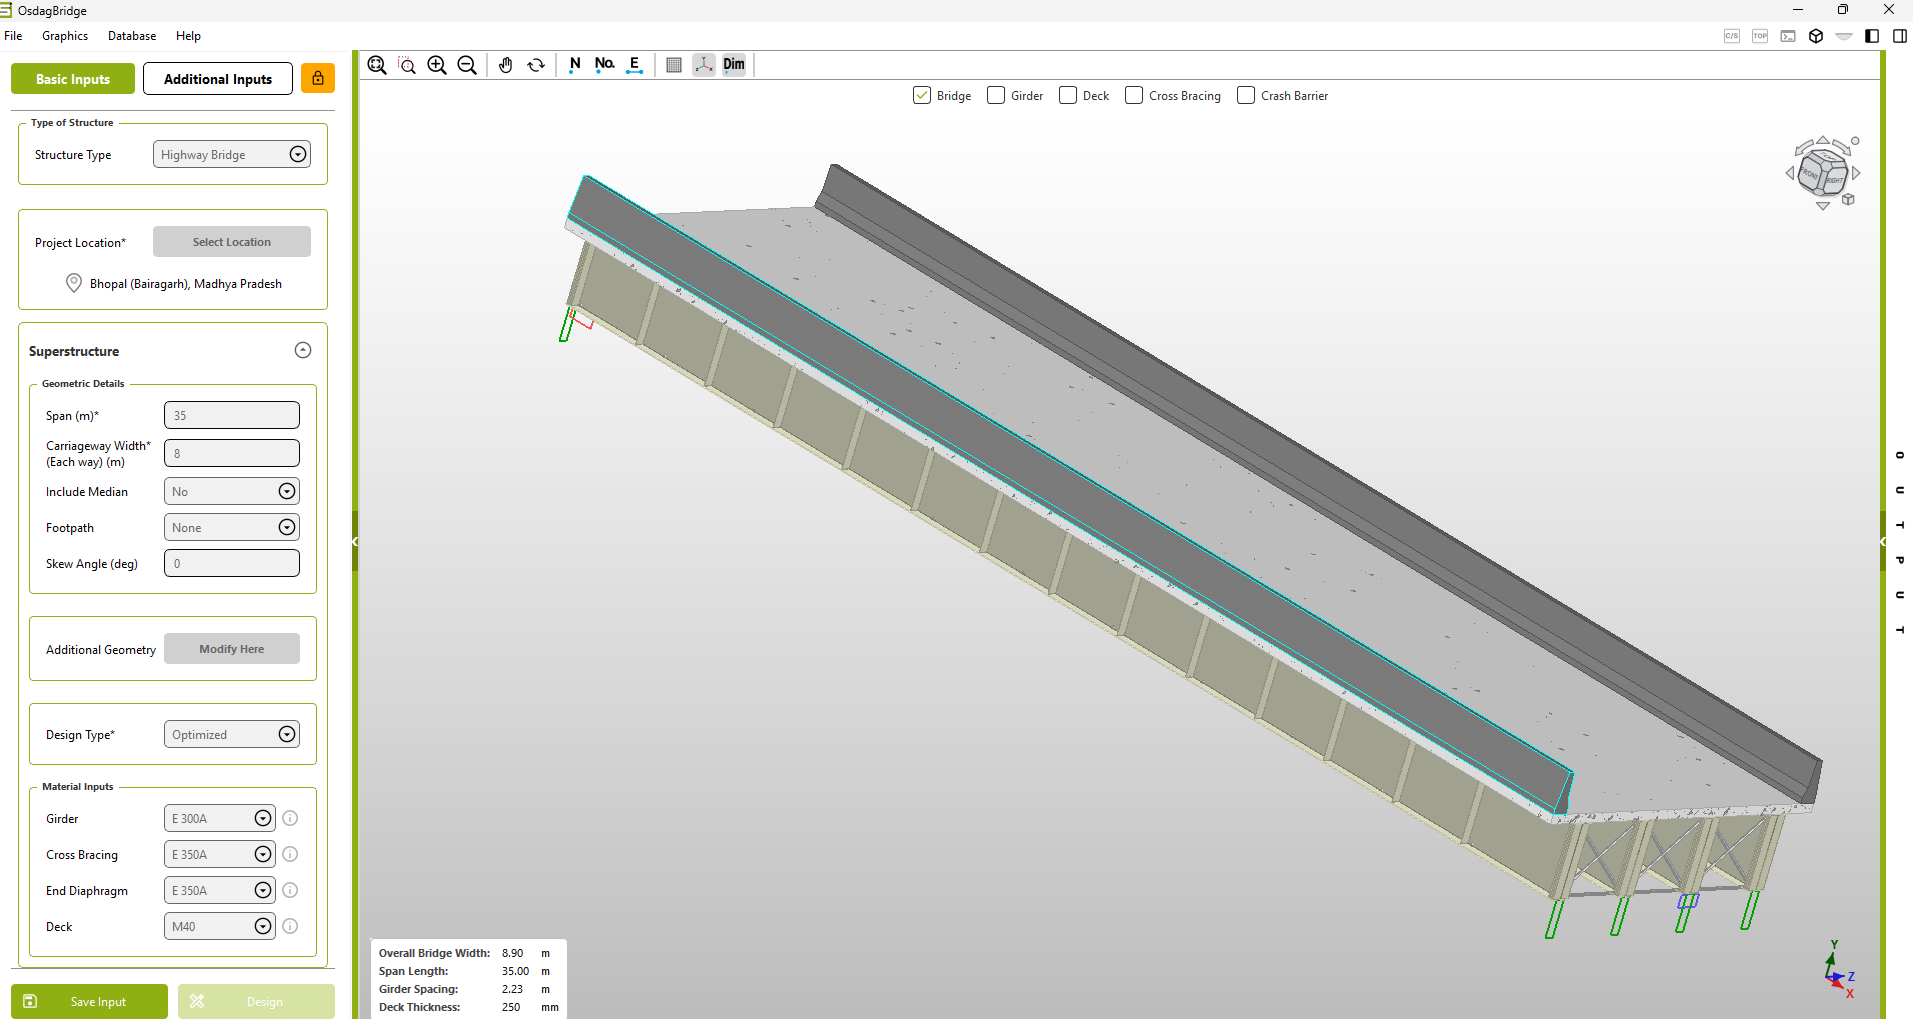 OsdagBridge
File Graphics Database Help
C/S TOP
Basic Inputs Additional Inputs
N No. E Dim
Bridge Girder Deck Cross Bracing Crash Barrier
Type of Structure
Structure Type Highway Bridge
Project Location* Select Location
Bhopal (Bairagarh), Madhya Pradesh
Superstructure
Geometric Details
Span (m)* 35
Carriageway Width*
(Each way) (m) 8
Include Median No
Footpath None
Skew Angle (deg) 0
Additional Geometry Modify Here
Design Type* Optimized
Material Inputs
Girder E 300A
Cross Bracing E 350A
End Diaphragm E 350A
Deck M40
Save Input Design
FRONT RIGHT
Overall Bridge Width: 8.90 m
Span Length: 35.00 m
Girder Spacing: 2.23 m
Deck Thickness: 250 mm
Y
Z
X
OUTPUT